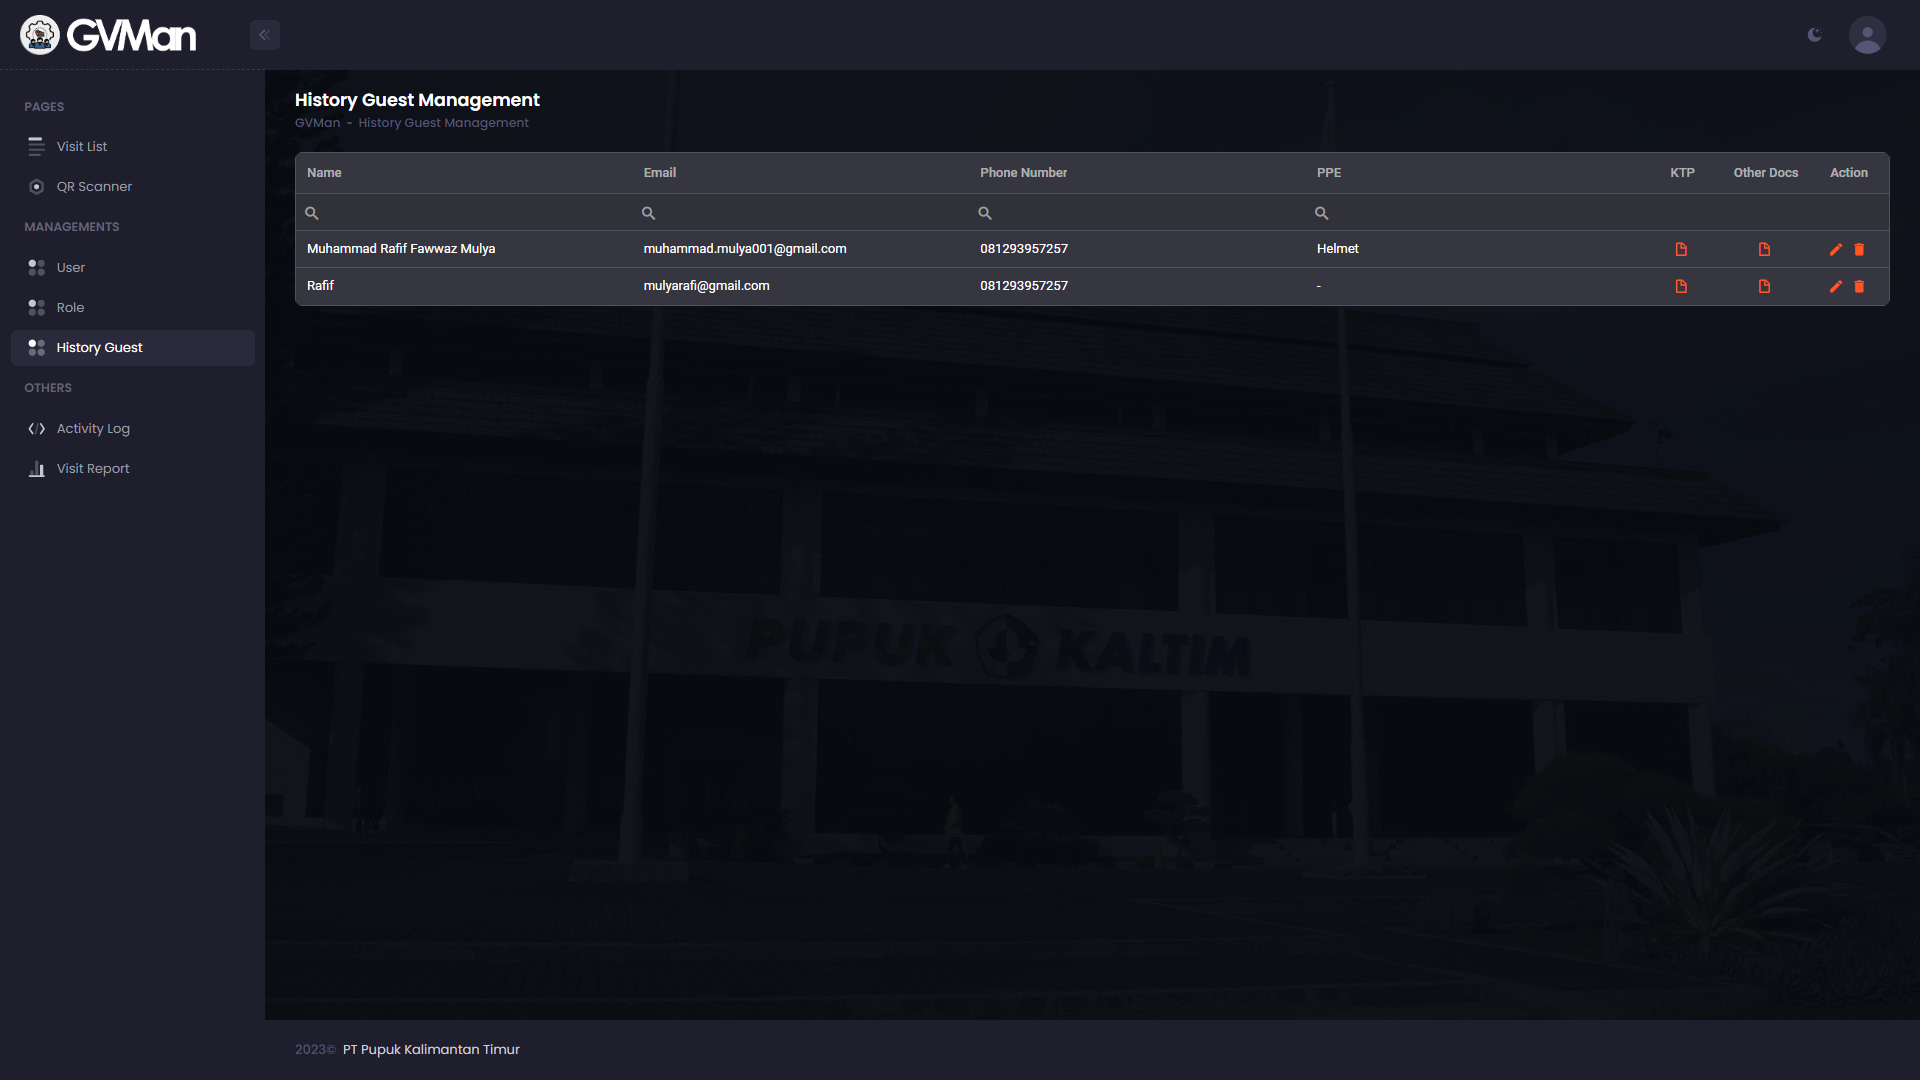 GVMan
PAGES
Visit List
QR Scanner
MANAGEMENTS
User
Role
History Guest
OTHERS
Activity Log
Visit Report
History Guest Management
GVMan - History Guest Management
Name Email Phone Number PPE KTP Other Docs Action
Muhammad Rafif Fawwaz Mulya muhammad.mulya001@gmail.com 081293957257 Helmet
Rafif mulyarafi@gmail.com 081293957257 -
PUPUK KALTIM
2023© PT Pupuk Kalimantan Timur